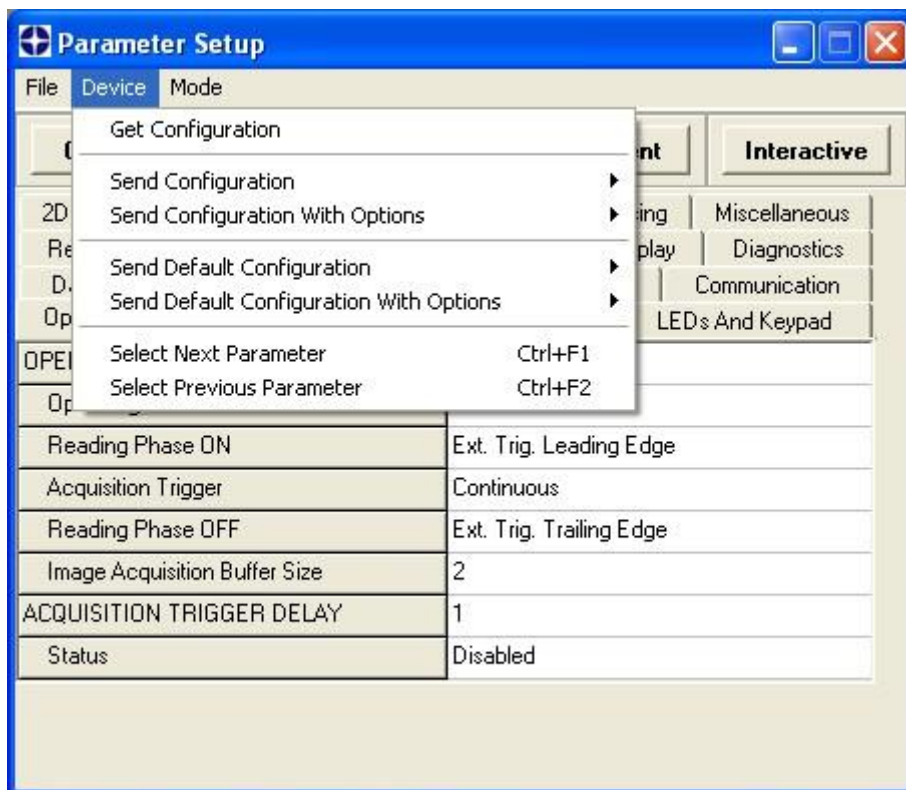 Parameter Setup
File Device Mode
Get Configuration
Interactive
Send Configuration
Send Configuration With Options
2D Miscellaneous
Send Default Configuration
Diagnostics
Send Default Configuration With Options
Communication
LEDs And Keypad
Select Next Parameter Ctrl+F1
Select Previous Parameter Ctrl+F2
Reading Phase ON Ext. Trig. Leading Edge
Acquisition Trigger Continuous
Reading Phase OFF Ext. Trig. Trailing Edge
Image Acquisition Buffer Size 2
ACQUISITION TRIGGER DELAY 1
Status Disabled